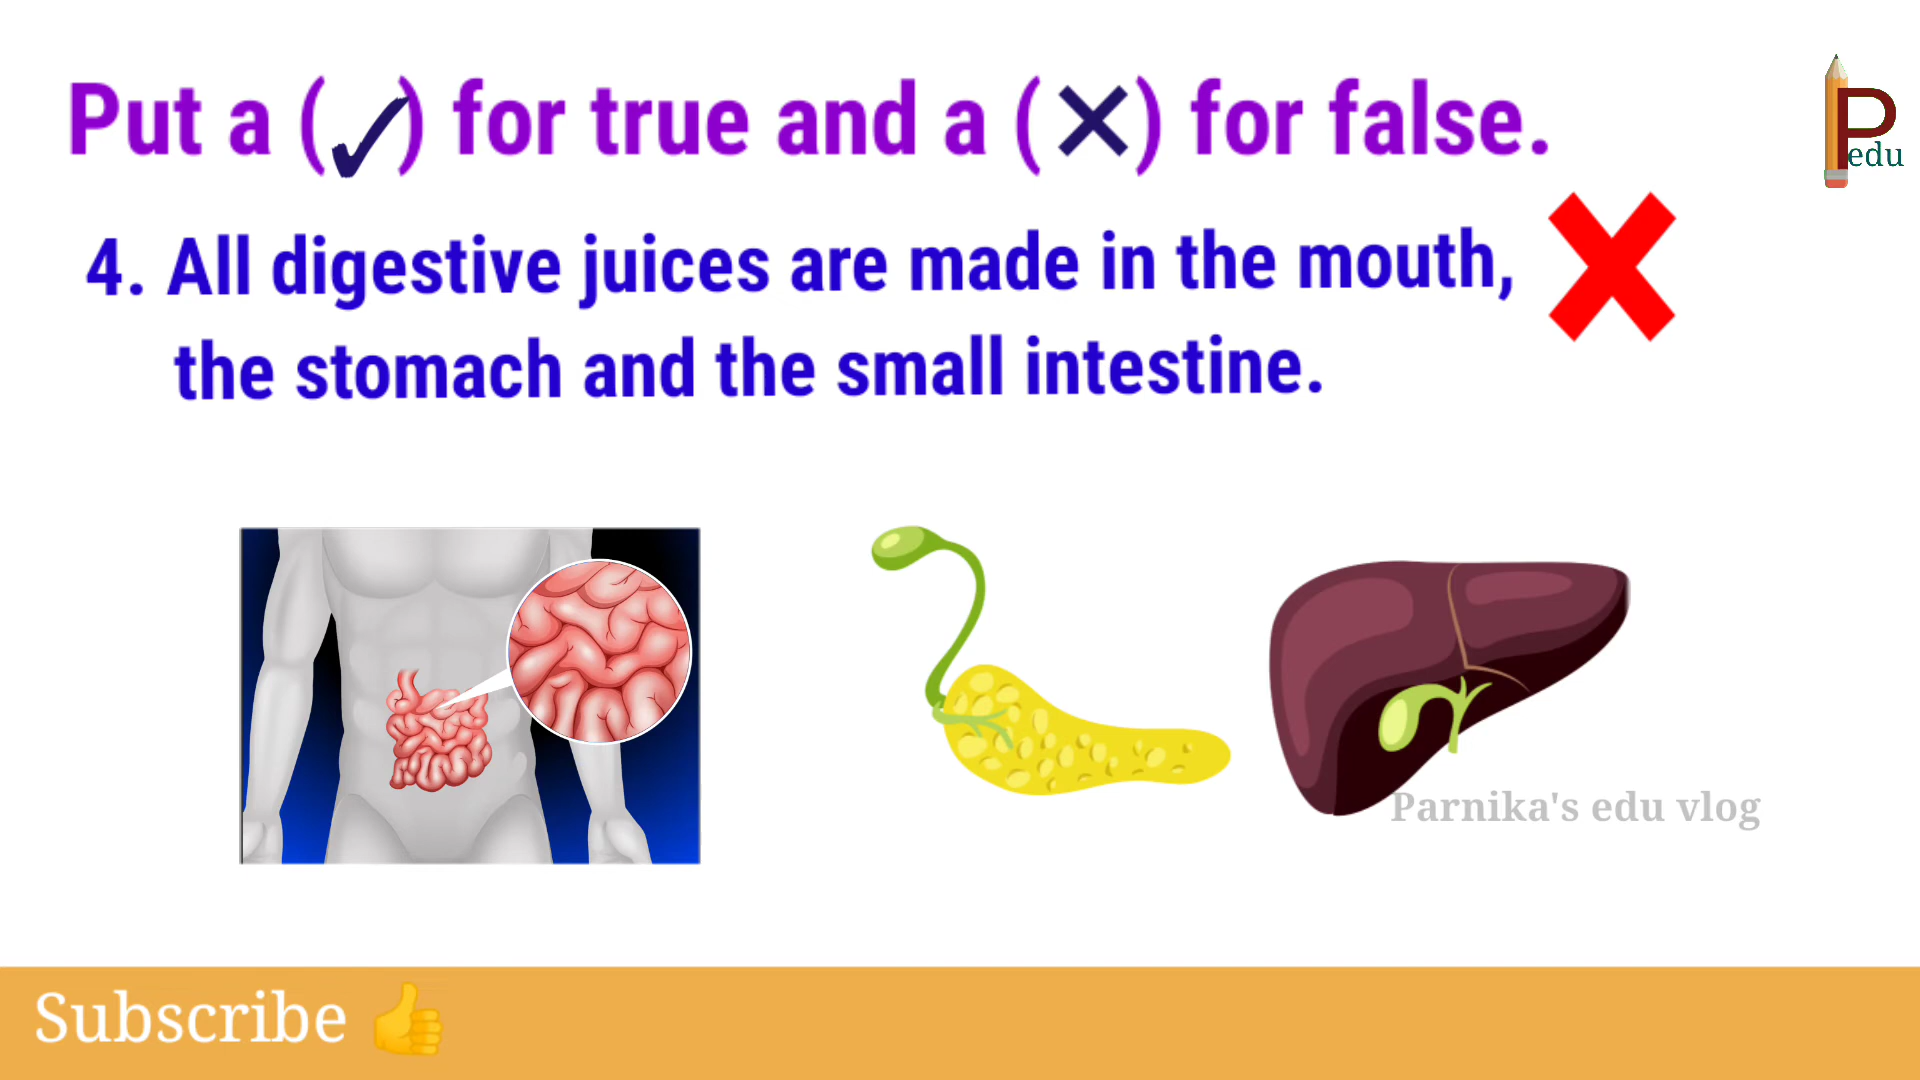 Put a (✓) for true and a (✕) for false.
P
edu
4. All digestive juices are made in the mouth,
the stomach and the small intestine.
Parnika's edu vlog
Subscribe 👍